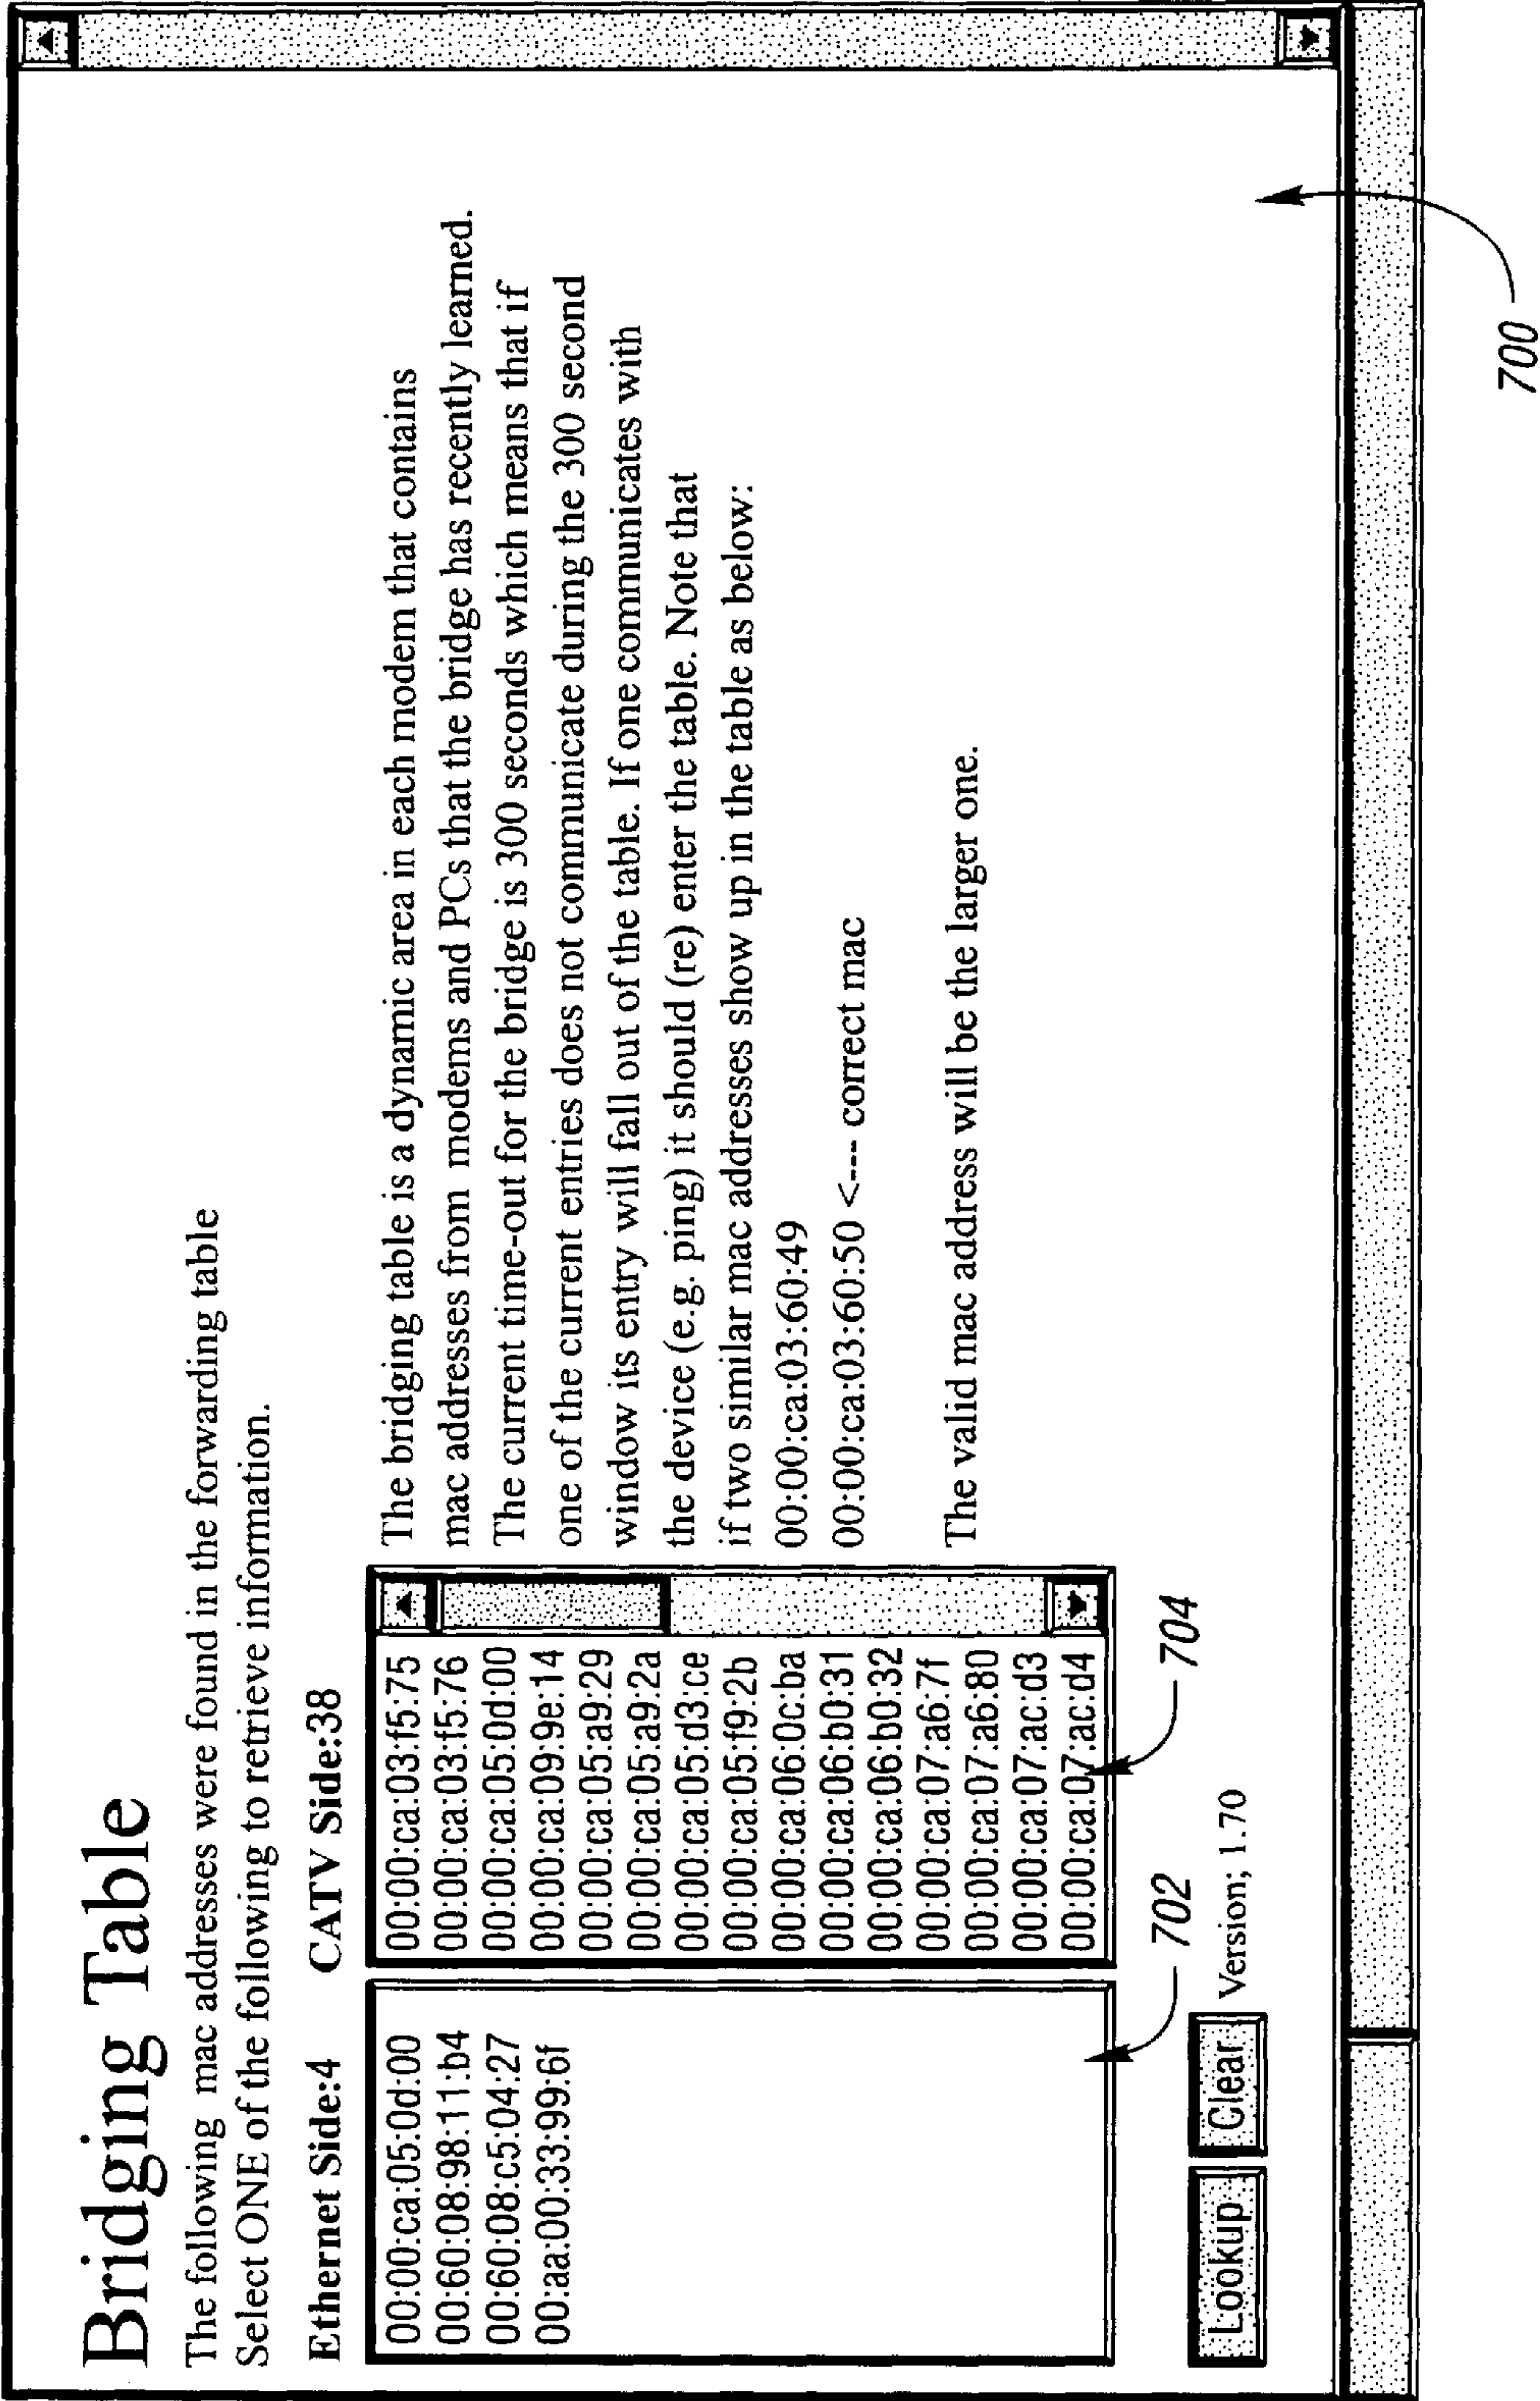 Bridging Table
The following mac addresses were found in the forwarding table
Select ONE of the following to retrieve information.
Ethernet Side:4
00:00:ca:05:0d:00
00:60:08:98:11:b4
00:60:08:c5:04:27
00:aa:00:33:99:6f
CATV Side:38
00:00:ca:03:f5:75
00:00:ca:03:f5:76
00:00:ca:05:0d:00
00:00:ca:09:9e:14
00:00:ca:05:a9:29
00:00:ca:05:a9:2a
00:00:ca:05:d3:ce
00:00:ca:05:f9:2b
00:00:ca:06:0c:ba
00:00:ca:06:b0:31
00:00:ca:06:b0:32
00:00:ca:07:a6:7f
00:00:ca:07:a6:80
00:00:ca:07:ac:d3
00:00:ca:07:ac:d4
The bridging table is a dynamic area in each modem that contains
mac addresses from modems and PCs that the bridge has recently learned.
The current time-out for the bridge is 300 seconds which means that if
one of the current entries does not communicate during the 300 second
window its entry will fall out of the table. If one communicates with
the device (e.g. ping) it should (re) enter the table. Note that
if two similar mac addresses show up in the table as below:
00:00:ca:03:60:49
00:00:ca:03:60:50 <--- correct mac
The valid mac address will be the larger one.
702
704
Lookup
Clear
Version; 1.70
700